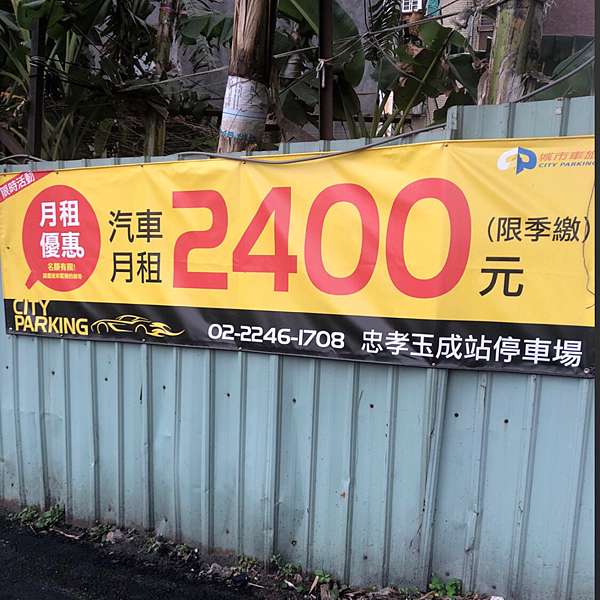 限時活動
月租
優惠
名額有限!
汽車
月租
2400
(限季繳)
元
城市車旅
CITY PARKING
CITY
PARKING
02-2246-1708 忠孝玉成站停車場